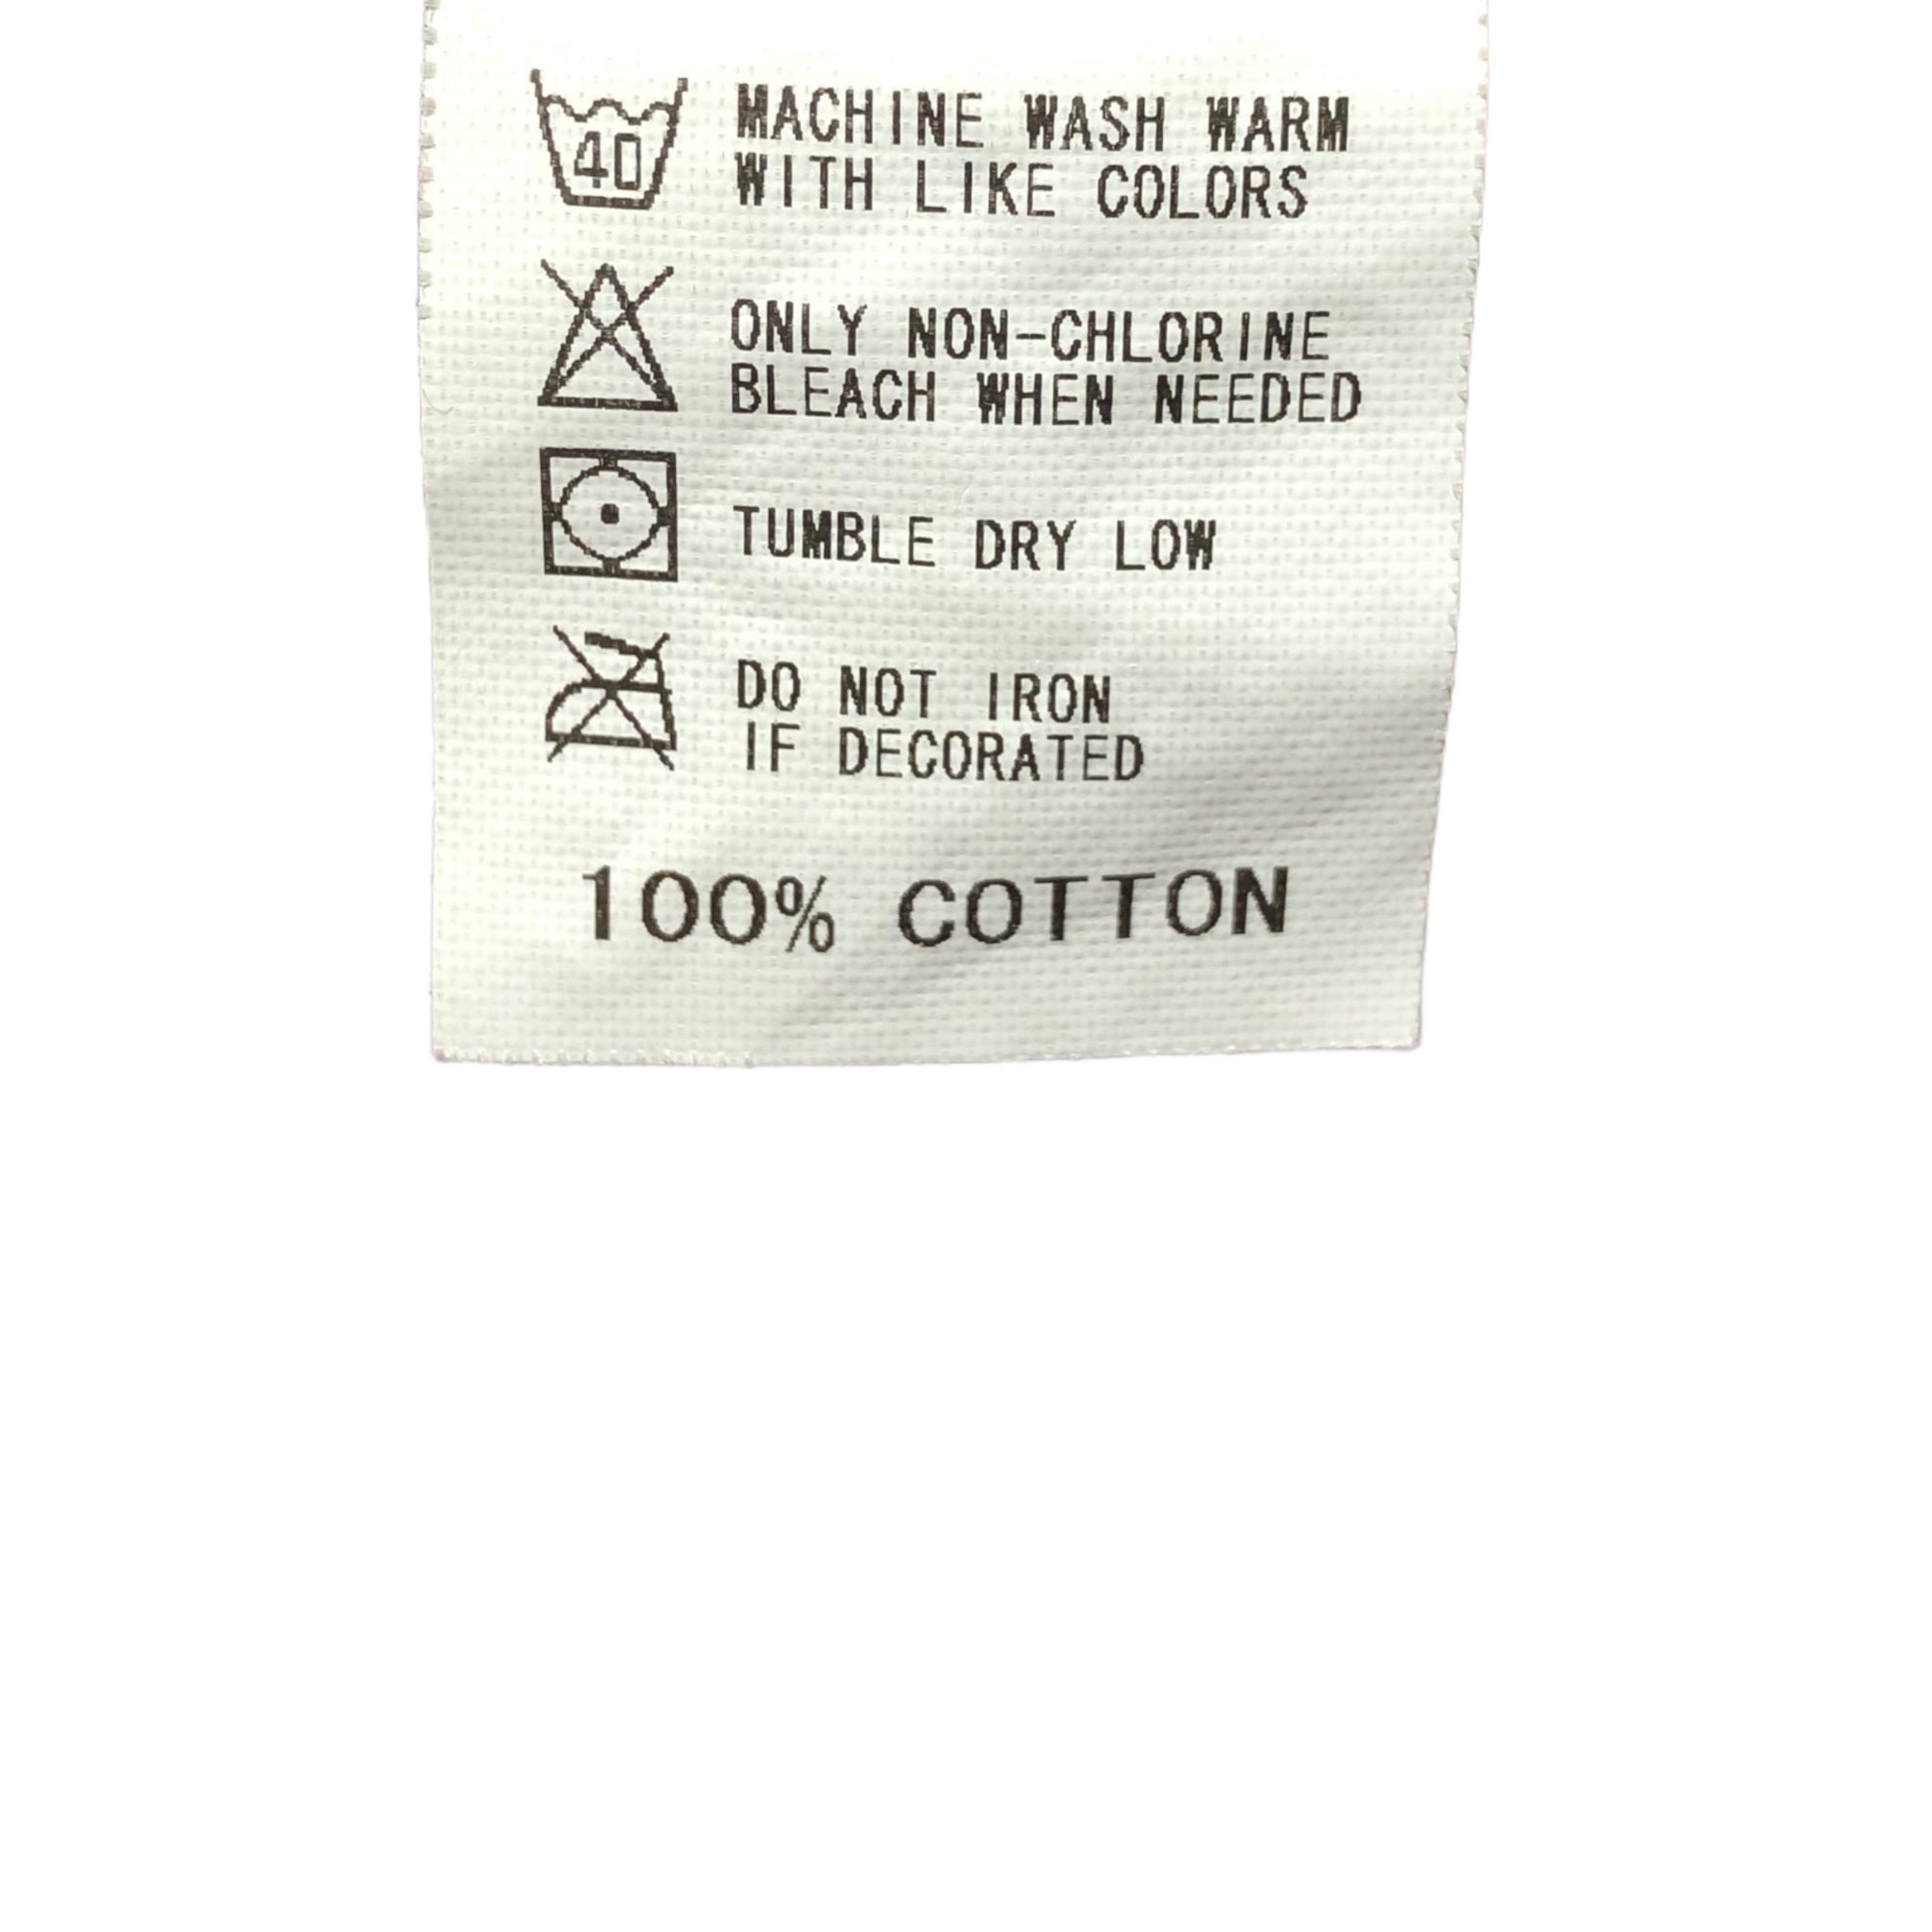 40
MACHINE WASH WARM
WITH LIKE COLORS
ONLY NON-CHLORINE
BLEACH WHEN NEEDED
TUMBLE DRY LOW
DO NOT IRON
IF DECORATED
100% COTTON